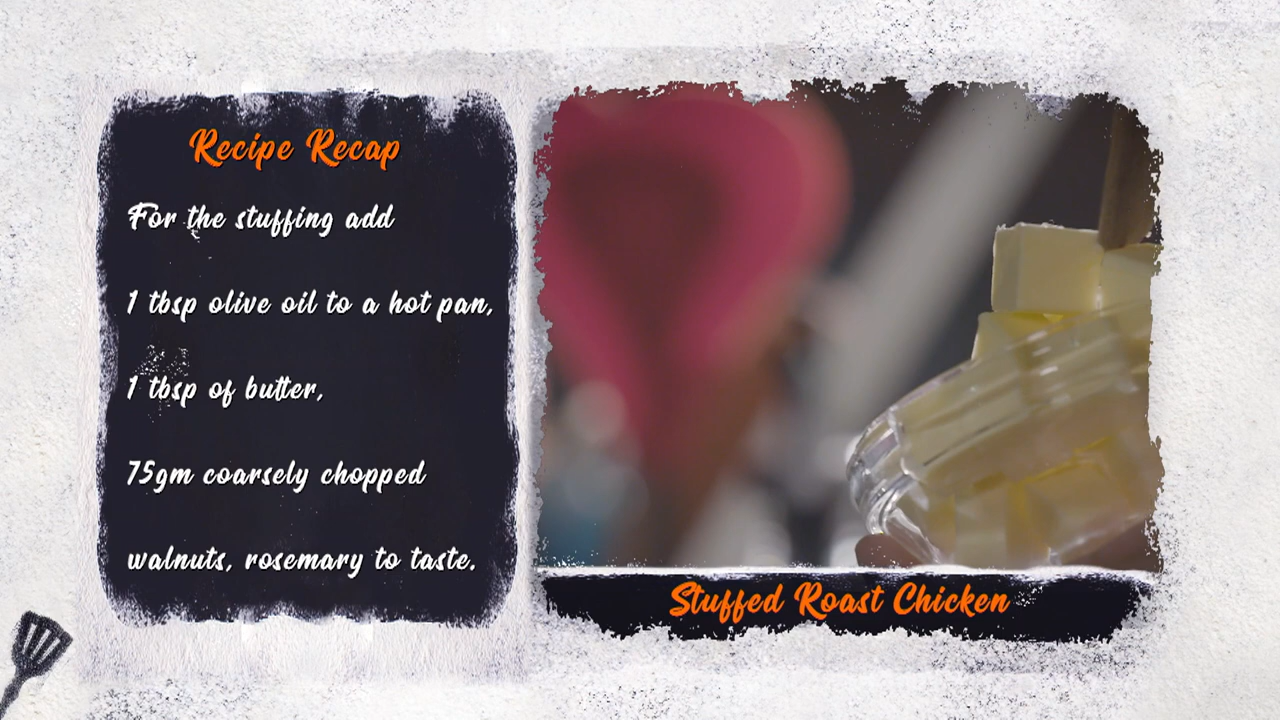 Recipe Recap
For the stuffing add
1 tbsp olive oil to a hot pan,
1 tbsp of butter,
75gm coarsely chopped
walnuts, rosemary to taste.
Stuffed Roast Chicken